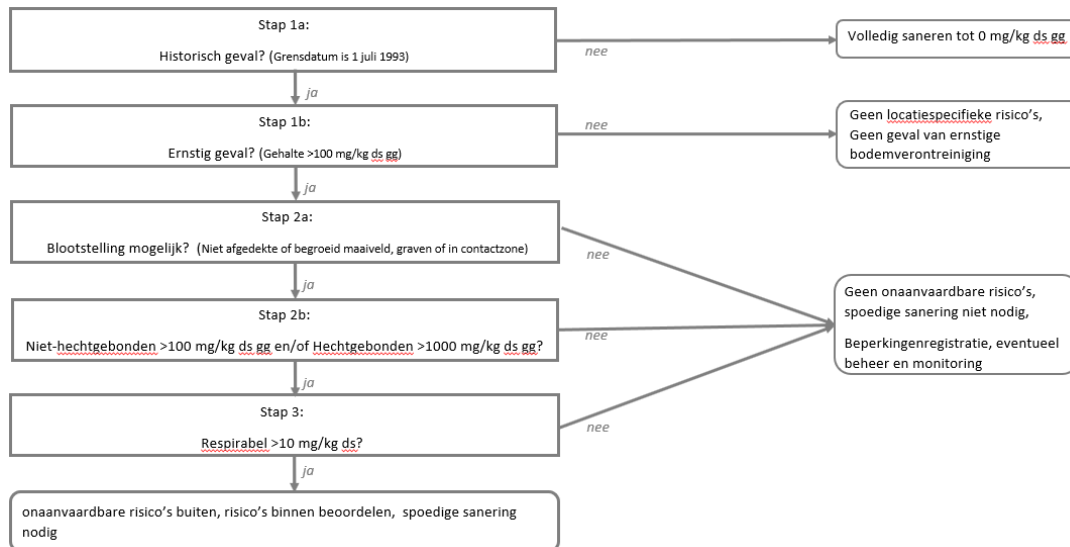 Stap 1a:
Historisch geval? (Grensdatum is 1 juli 1993)
nee
Volledig saneren tot 0 mg/kg ds gg
ja
Stap 1b:
Ernstig geval? (Gehalte >100 mg/kg ds gg)
nee
Geen locatiespecifieke risico's,
Geen geval van ernstige
bodemverontreiniging
ja
Stap 2a:
Blootstelling mogelijk? (Niet afgedekte of begroeid maaiveld, graven of in contactzone)
nee
ja
Stap 2b:
Niet-hechtgebonden >100 mg/kg ds gg en/of Hechtgebonden >1000 mg/kg ds gg?
nee
Geen onaanvaardbare risico's,
spoedige sanering niet nodig,
Beperkingenregistratie, eventueel
beheer en monitoring
ja
Stap 3:
Respirabel >10 mg/kg ds?
nee
ja
onaanvaardbare risico's buiten, risico's binnen beoordelen, spoedige sanering
nodig